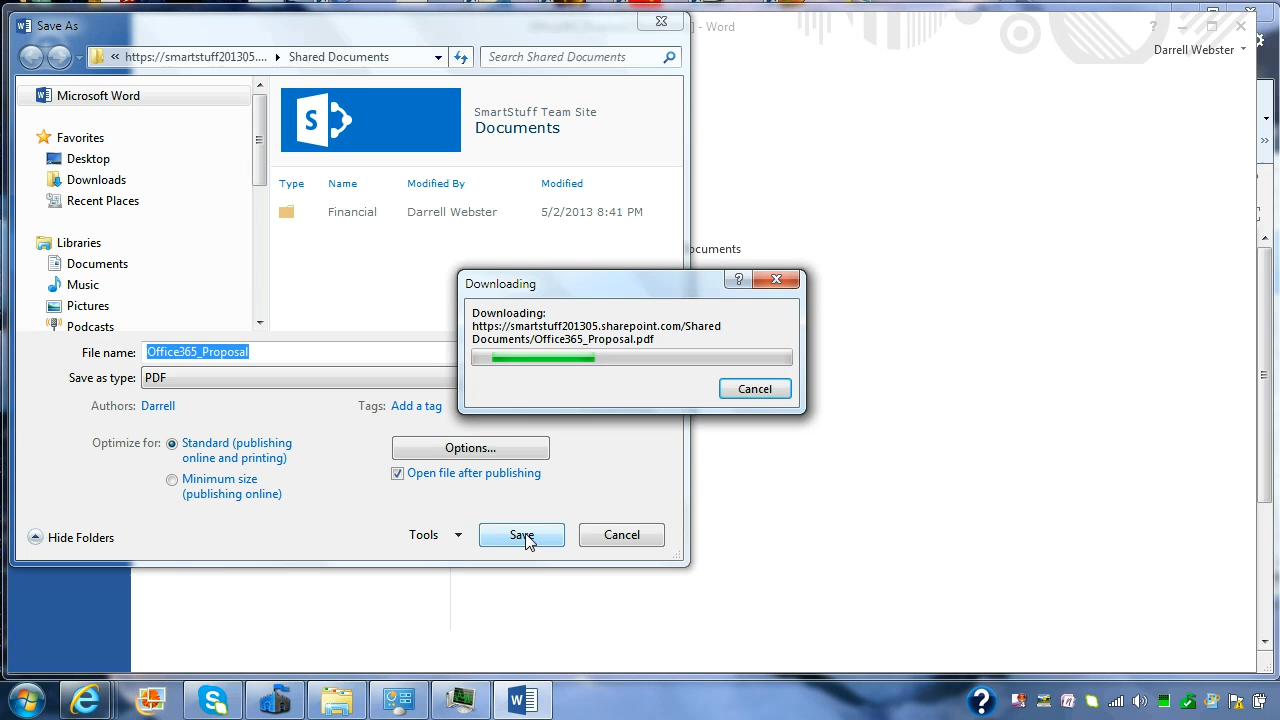 Save As
] - Word
Darrell Webster
https://smartstuff201305.... Shared Documents
Search Shared Documents
Microsoft Word
Favorites
Desktop
Downloads
Recent Places
Libraries
Documents
Music
Pictures
Podcasts
S
SmartStuff Team Site
Documents
Type Name Modified By Modified
Financial Darrell Webster 5/2/2013 8:41 PM
ocuments
Downloading
Downloading:
https://smartstuff201305.sharepoint.com/Shared
Documents/Office365_Proposal.pdf
Cancel
File name: Office365_Proposal
Save as type: PDF
Authors: Darrell Tags: Add a tag
Optimize for: Standard (publishing
online and printing)
Minimum size
(publishing online)
Options...
Open file after publishing
Hide Folders
Tools Save Cancel